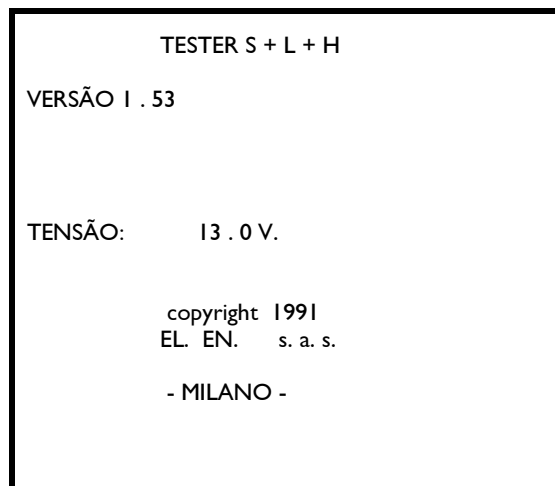 TESTER S + L + H
VERSÃO 1 . 53
TENSÃO: 13 . 0 V.
copyright 1991
EL. EN. s. a. s.
- MILANO -